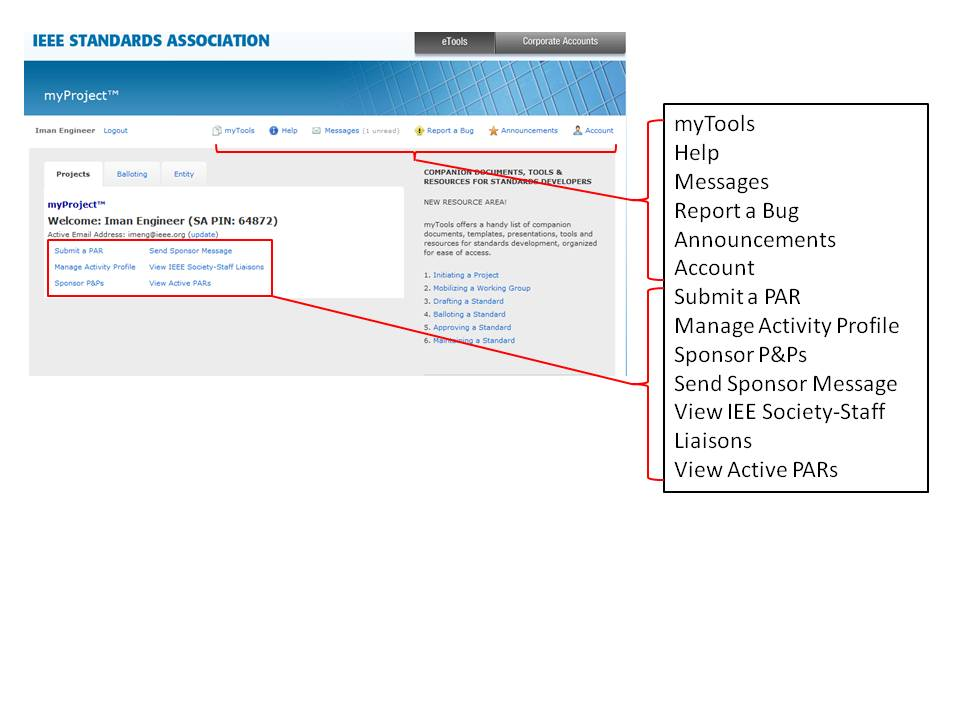 IEEE STANDARDS ASSOCIATION
eTools
Corporate Accounts
myProject™
Iman Engineer Logout
myTools Help Messages (1 unread) Report a Bug Announcements Account
Projects Balloting Entity
myProject™
Welcome: Iman Engineer (SA PIN: 64872)
Active Email Address: imeng@ieee.org (update)
Submit a PAR Send Sponsor Message
Manage Activity Profile View IEEE Society-Staff Liaisons
Sponsor P&Ps View Active PARs
COMPANION DOCUMENTS, TOOLS &
RESOURCES FOR STANDARDS DEVELOPERS
NEW RESOURCE AREA!
myTools offers a handy list of companion
documents, templates, presentations, tools and
resources for standards development, organized
for ease of access.
1. Initiating a Project
2. Mobilizing a Working Group
3. Drafting a Standard
4. Balloting a Standard
5. Approving a Standard
6. Maintaining a Standard
myTools
Help
Messages
Report a Bug
Announcements
Account
Submit a PAR
Manage Activity Profile
Sponsor P&Ps
Send Sponsor Message
View IEE Society-Staff
Liaisons
View Active PARs